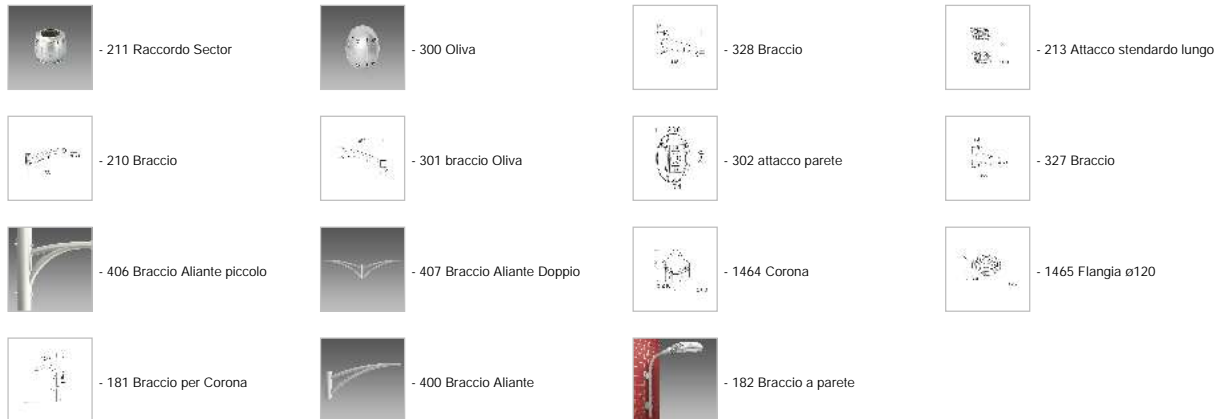 - 211 Raccordo Sector
- 300 Oliva
- 328 Braccio
- 213 Attacco stendardo lungo
- 210 Braccio
- 301 braccio Oliva
- 302 attacco parete
- 327 Braccio
- 406 Braccio Aliante piccolo
- 407 Braccio Aliante Doppio
- 1464 Corona
- 1465 Flangia ø120
- 181 Braccio per Corona
- 400 Braccio Aliante
- 182 Braccio a parete